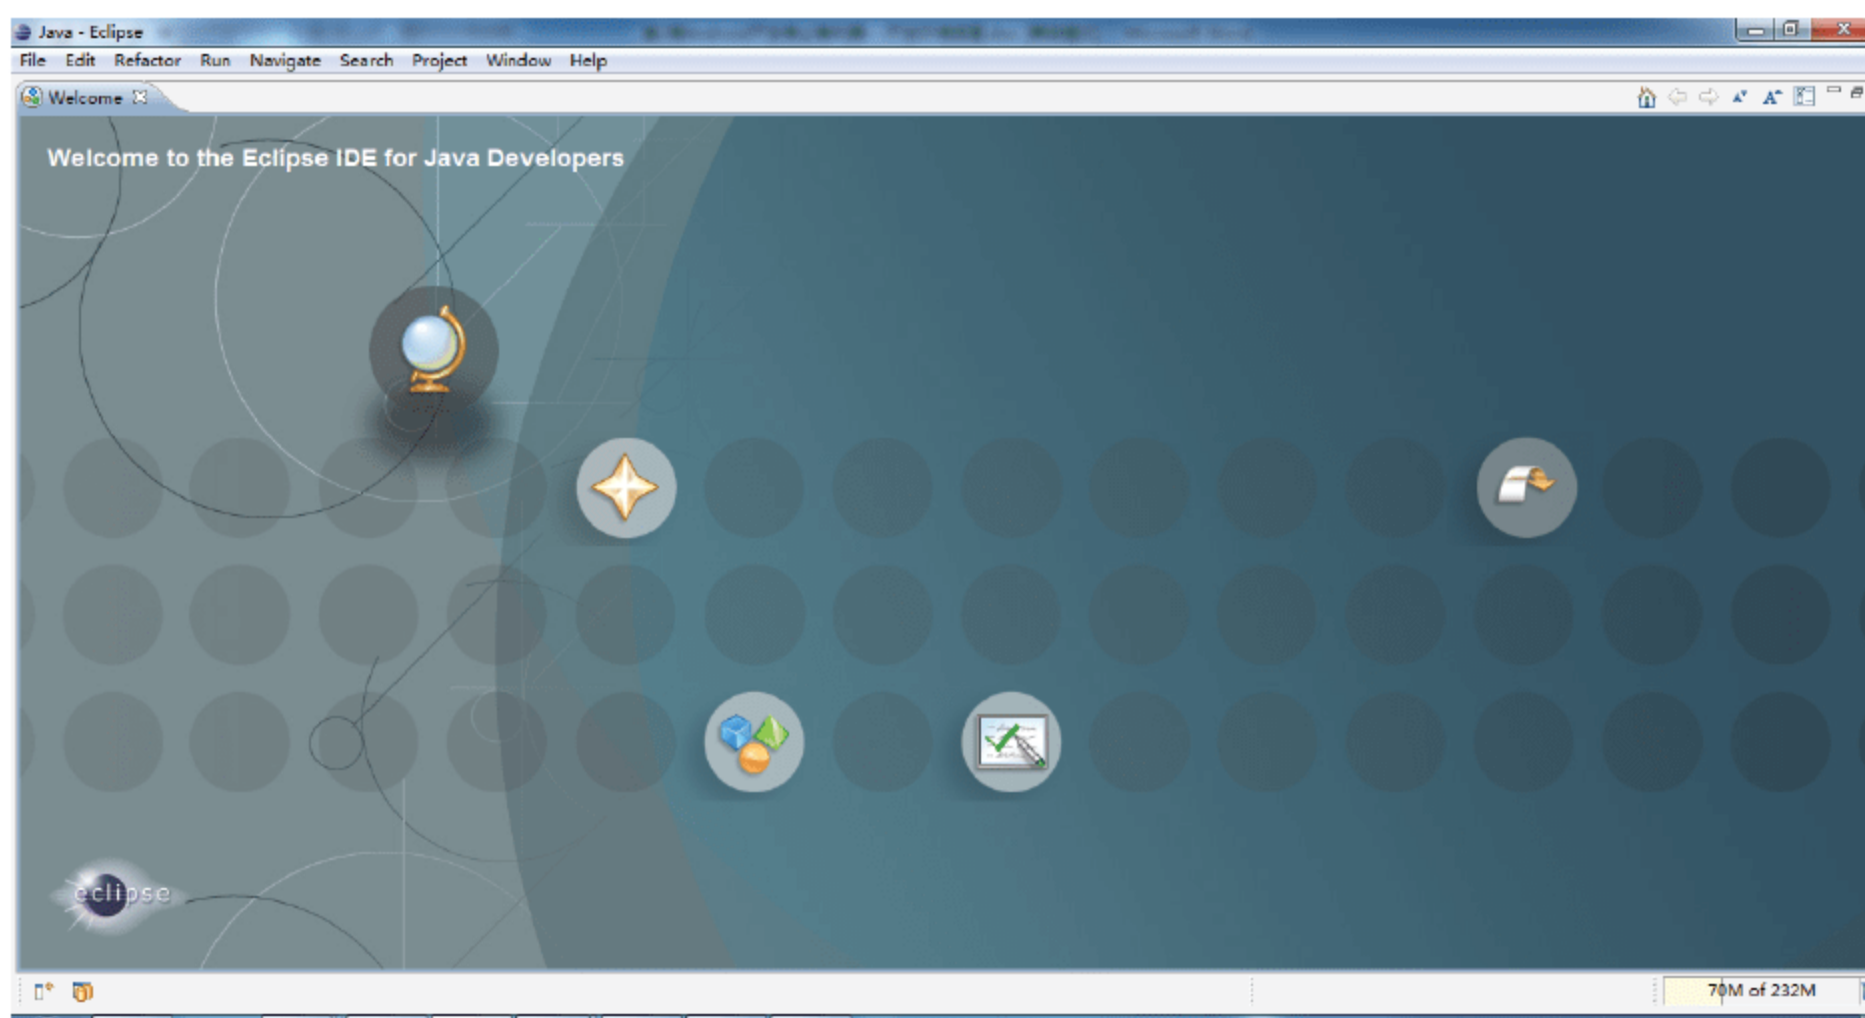 Java - Eclipse
File Edit Refactor Run Navigate Search Project Window Help
Welcome
Welcome to the Eclipse IDE for Java Developers
eclipse
70M of 232M